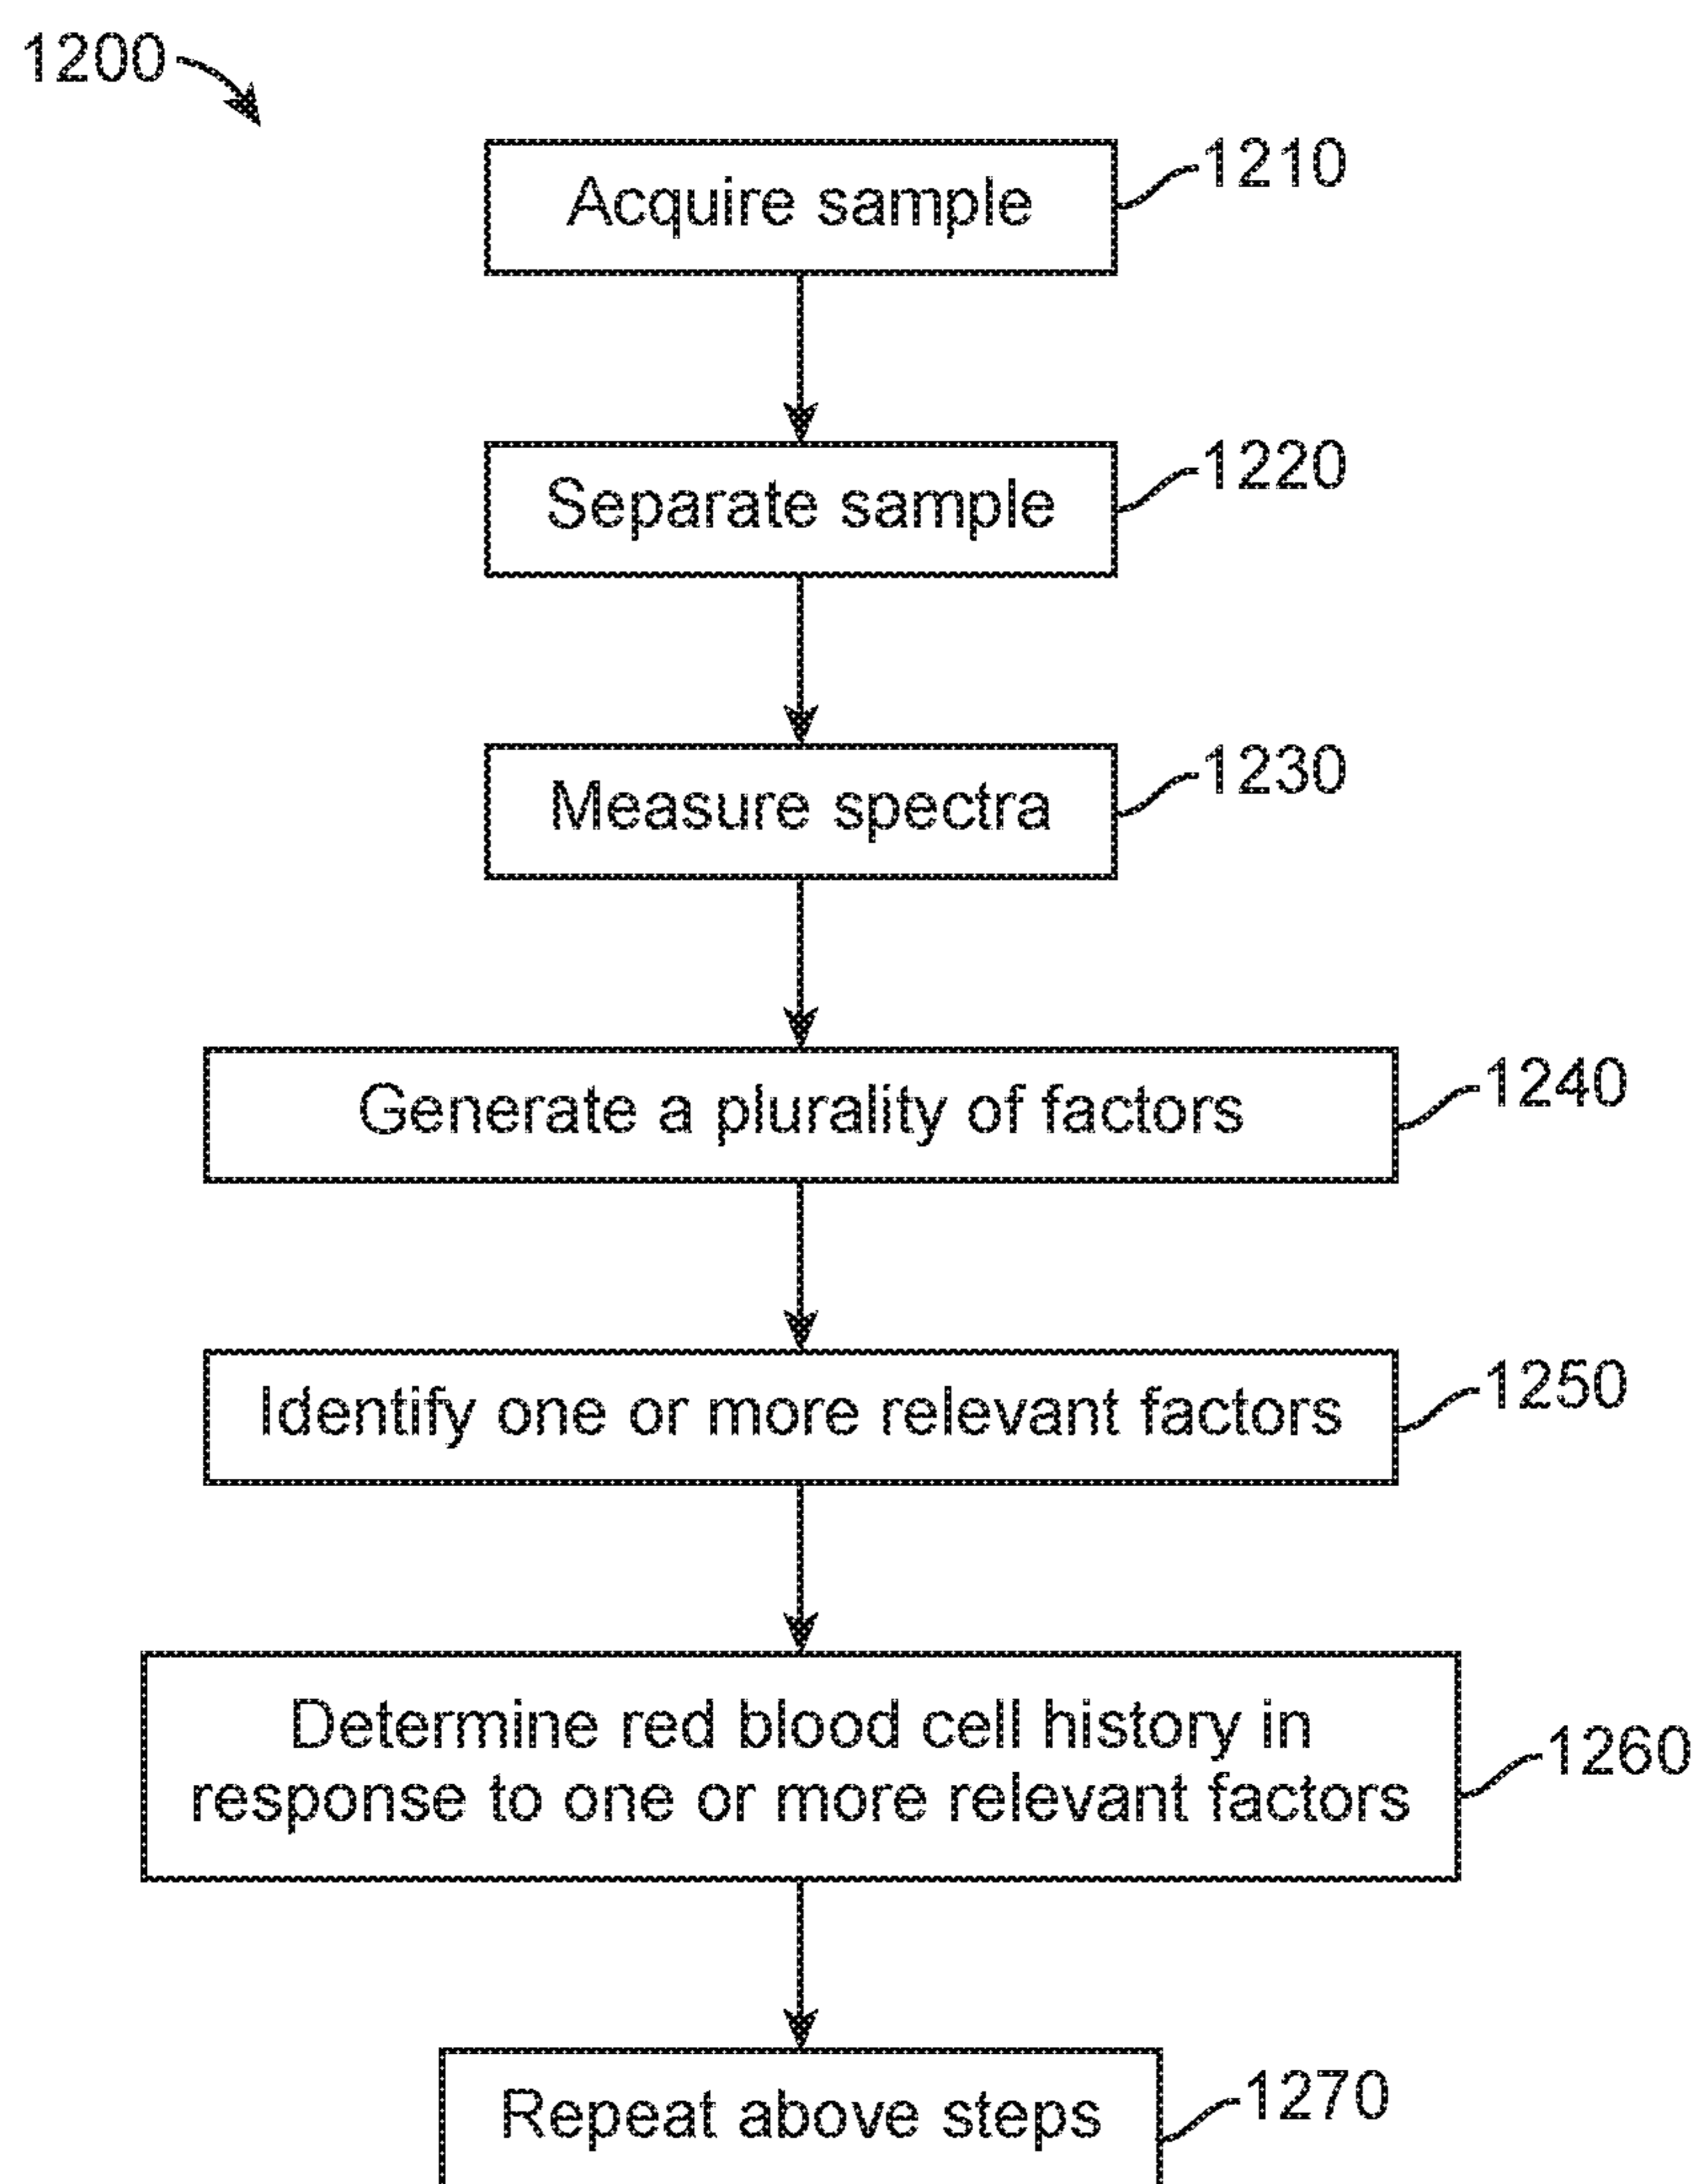 1200
Acquire sample
1210
Separate sample
1220
Measure spectra
1230
Generate a plurality of factors
1240
Identify one or more relevant factors
1250
Determine red blood cell history in
response to one or more relevant factors
1260
Repeat above steps
1270